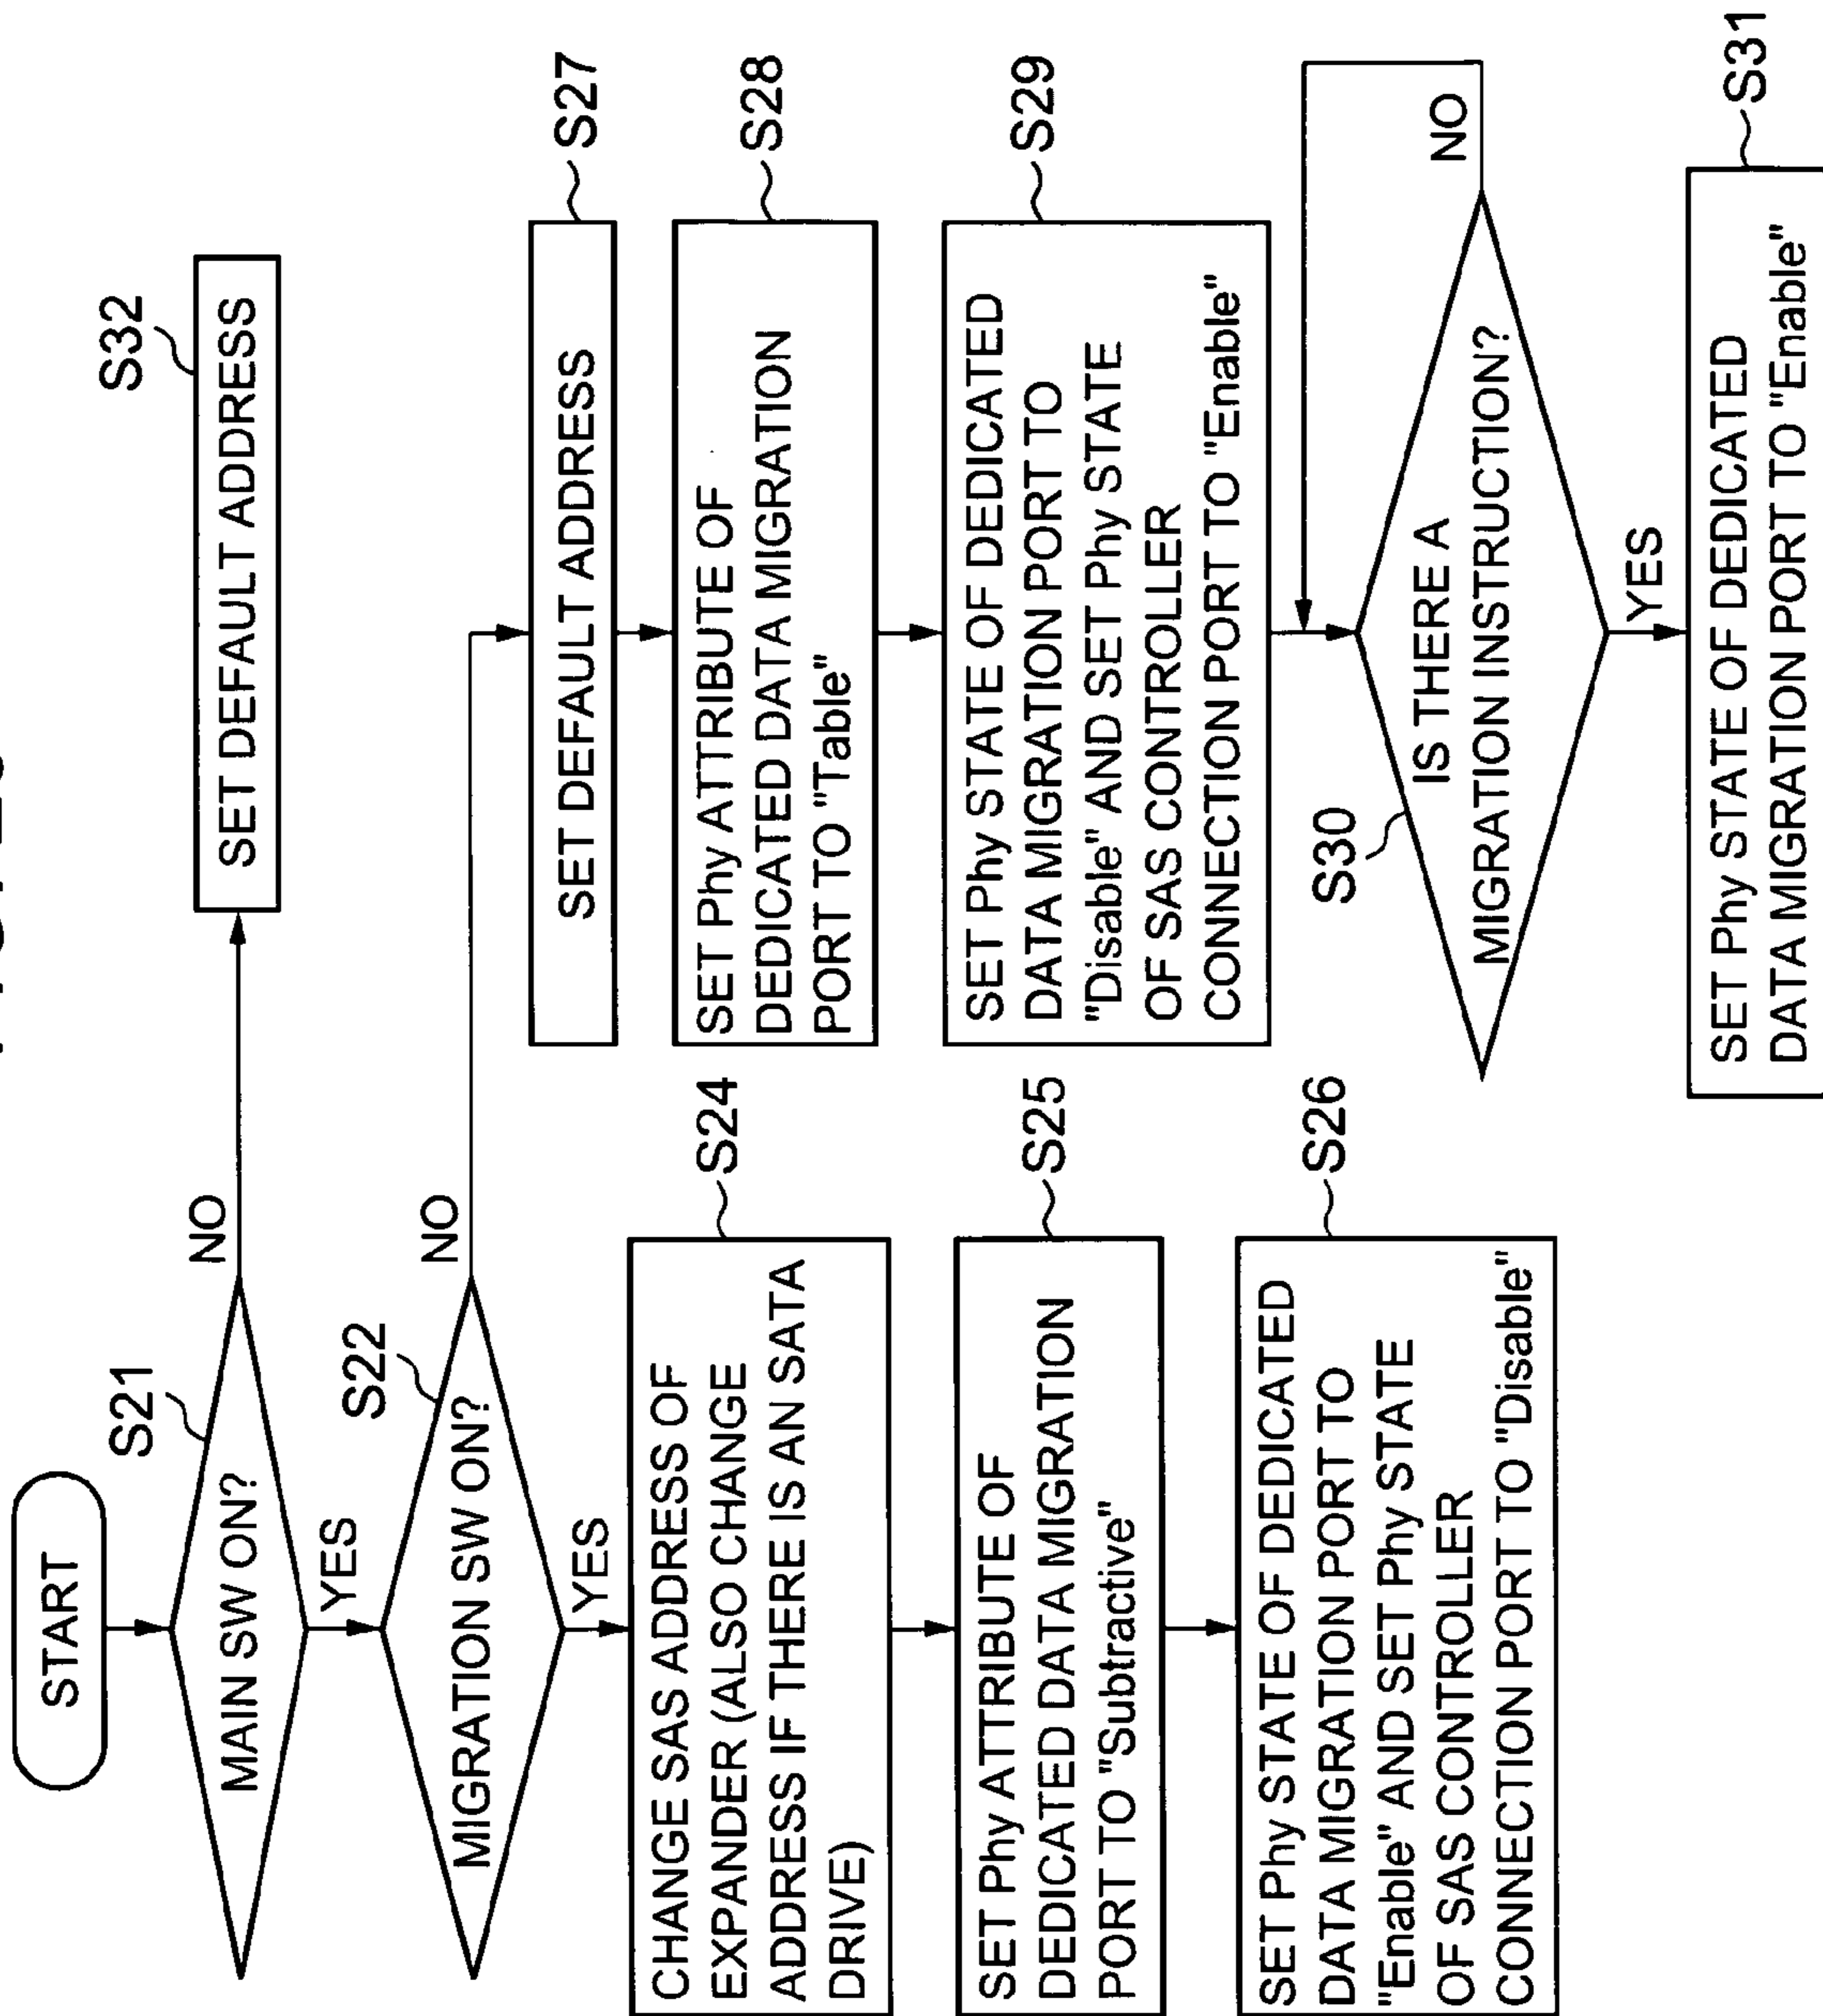 START
MAIN SW ON?
S21
NO
YES
SET DEFAULT ADDRESS
S32
MIGRATION SW ON?
S22
NO
YES
CHANGE SAS ADDRESS OF
EXPANDER (ALSO CHANGE
ADDRESS IF THERE IS AN SATA
DRIVE)
S24
SET Phy ATTRIBUTE OF
DEDICATED DATA MIGRATION
PORT TO "Subtractive"
S25
SET Phy STATE OF DEDICATED
DATA MIGRATION PORT TO
"Enable" AND SET Phy STATE
OF SAS CONTROLLER
CONNECTION PORT TO "Disable"
S26
SET DEFAULT ADDRESS
S27
SET Phy ATTRIBUTE OF
DEDICATED DATA MIGRATION
PORT TO "Table"
S28
SET Phy STATE OF DEDICATED
DATA MIGRATION PORT TO
"Disable" AND SET Phy STATE
OF SAS CONTROLLER
CONNECTION PORT TO "Enable"
S29
IS THERE A
MIGRATION INSTRUCTION?
S30
NO
YES
SET Phy STATE OF DEDICATED
DATA MIGRATION PORT TO "Enable"
S31